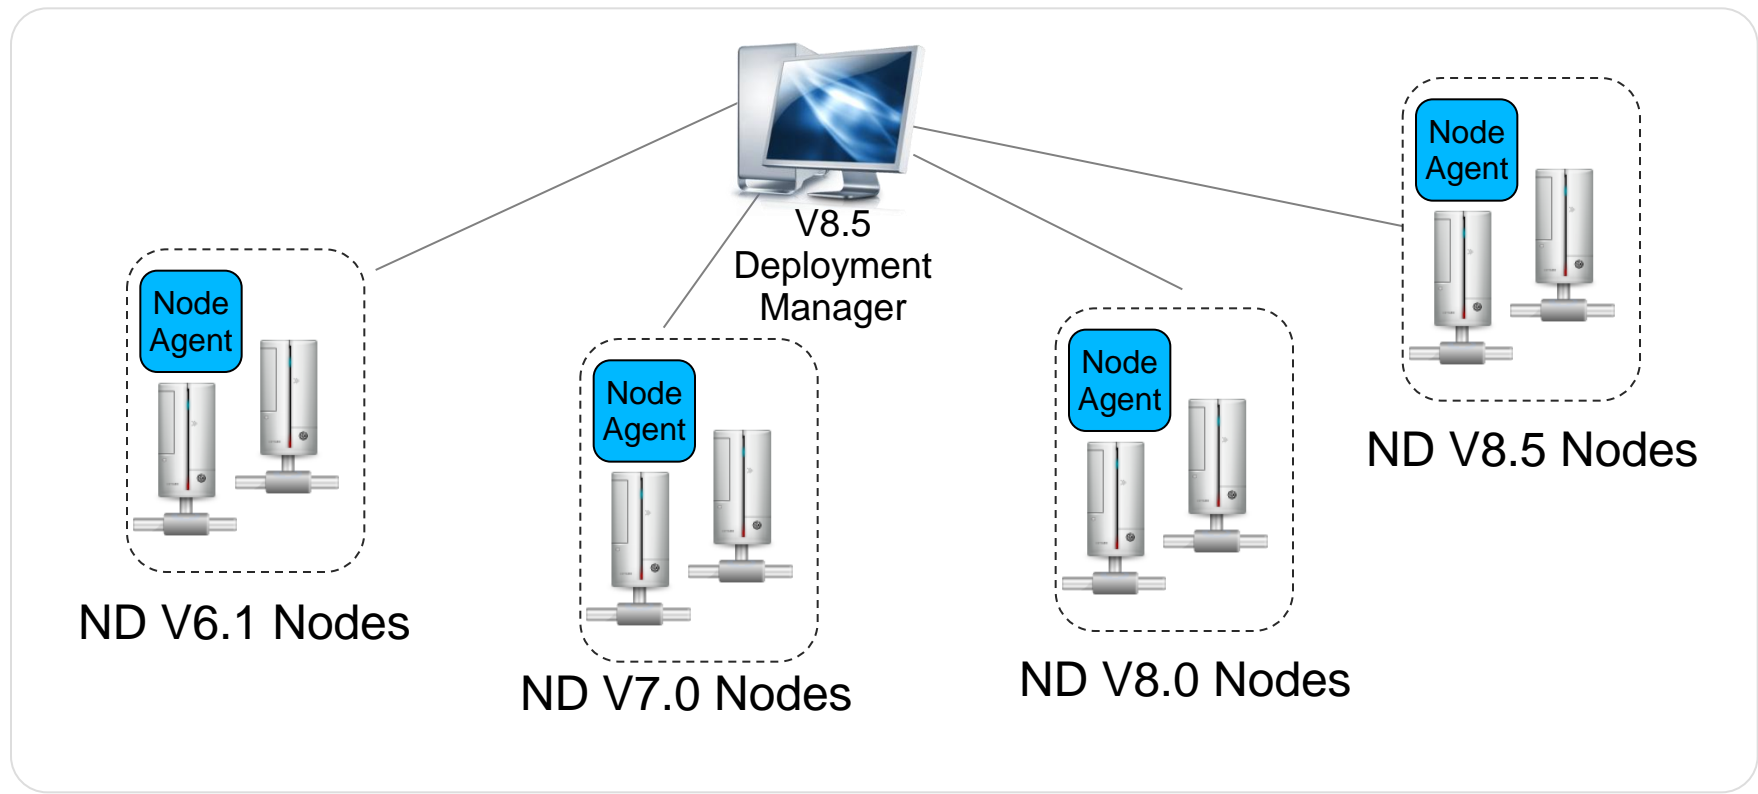 V8.5
Deployment
Manager
Node
Agent
ND V6.1 Nodes
Node
Agent
ND V7.0 Nodes
Node
Agent
ND V8.0 Nodes
Node
Agent
ND V8.5 Nodes